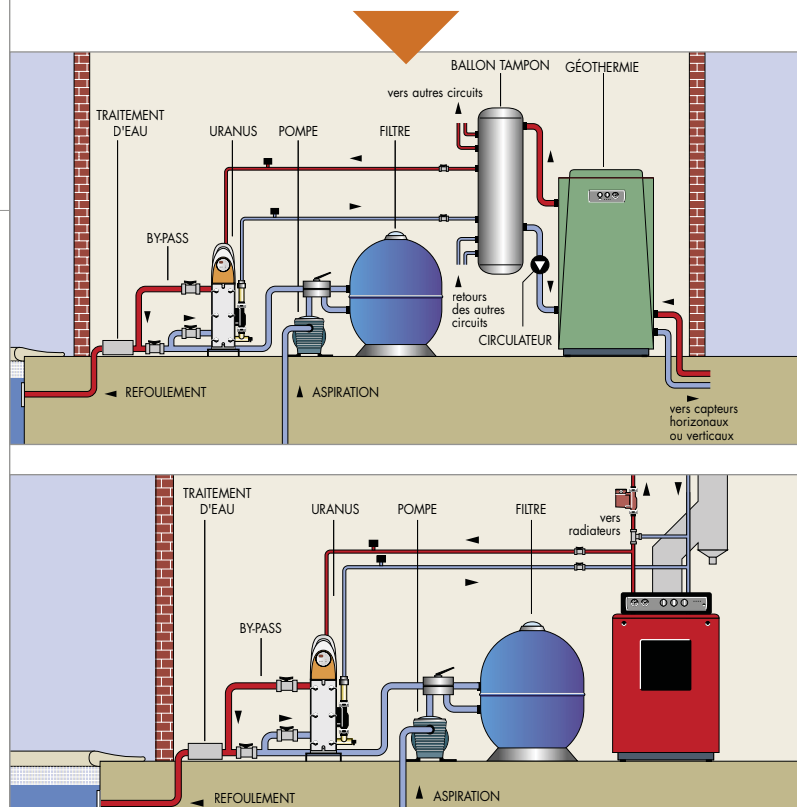 BALLON TAMPON
GÉOTHERMIE
vers autres circuits
TRAITEMENT
D'EAU
URANUS
POMPE
FILTRE
BY-PASS
retours
des autres
circuits
CIRCULATEUR
REFOULEMENT
ASPIRATION
vers capteurs
horizonaux
ou verticaux
TRAITEMENT
D'EAU
URANUS
POMPE
FILTRE
vers
radiateurs
BY-PASS
REFOULEMENT
ASPIRATION